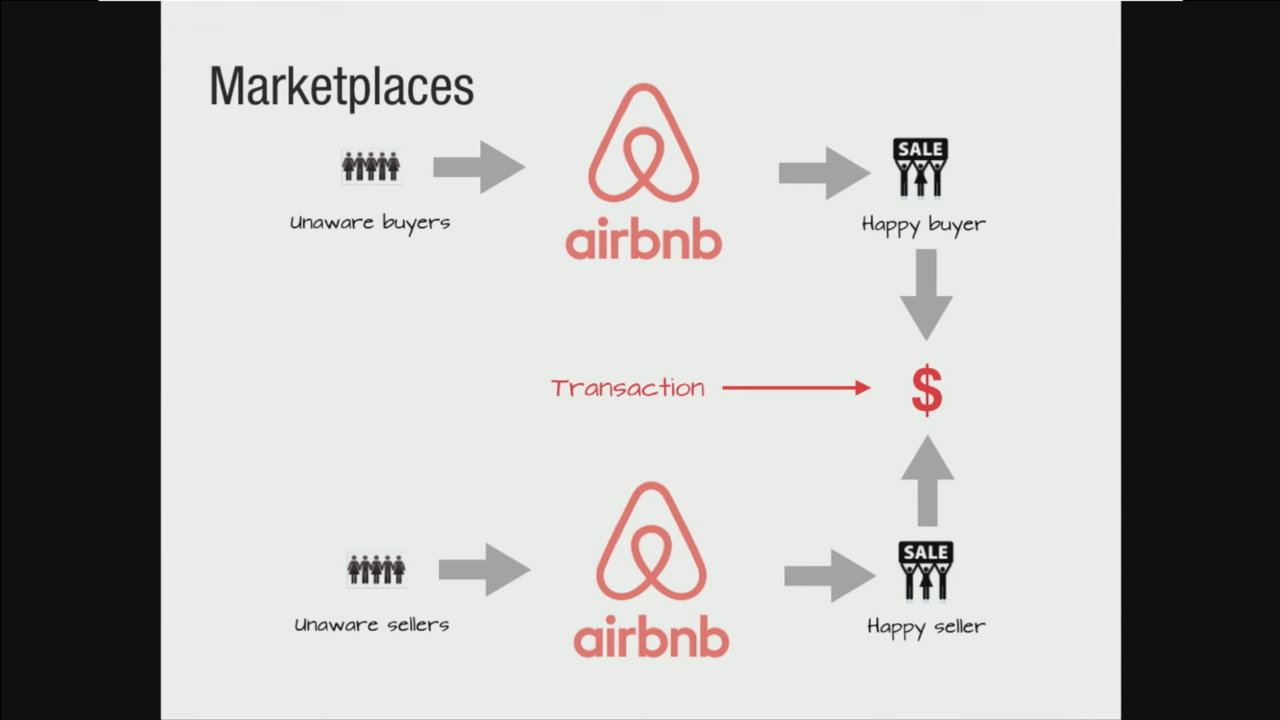 Marketplaces
SALE
Unaware buyers
airbnb
Happy buyer
Transaction
$
SALE
Unaware sellers
airbnb
Happy seller